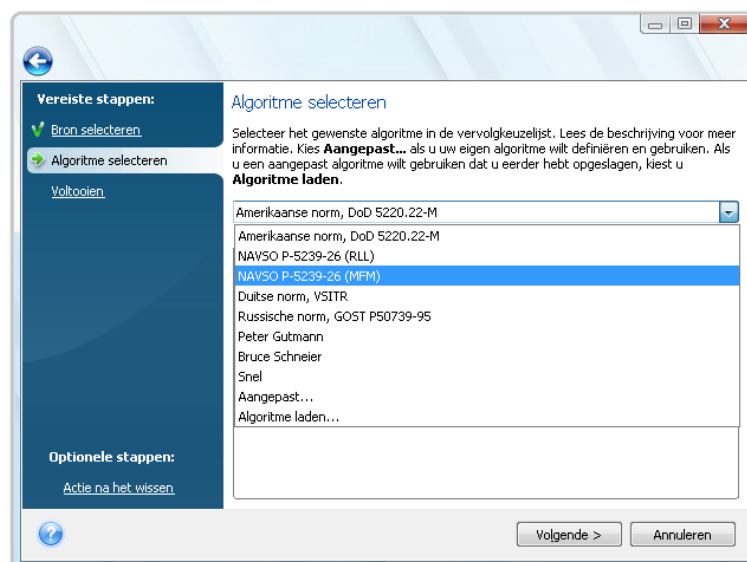 Vereiste stappen:
Bron selecteren
Algoritme selecteren
Voltooien
Optionele stappen:
Actie na het wissen
Algoritme selecteren
Selecteer het gewenste algoritme in de vervolgkeuzelijst. Lees de beschrijving voor meer
informatie. Kies Aangepast... als u uw eigen algoritme wilt definiëren en gebruiken. Als
u een aangepast algoritme wilt gebruiken dat u eerder hebt opgeslagen, kiest u
Algoritme laden.
Amerikaanse norm, DoD 5220.22-M
Amerikaanse norm, DoD 5220.22-M
NAVSO P-5239-26 (RLL)
NAVSO P-5239-26 (MFM)
Duitse norm, VSITR
Russische norm, GOST P50739-95
Peter Gutmann
Bruce Schneier
Snel
Aangepast...
Algoritme laden...
Volgende >
Annuleren